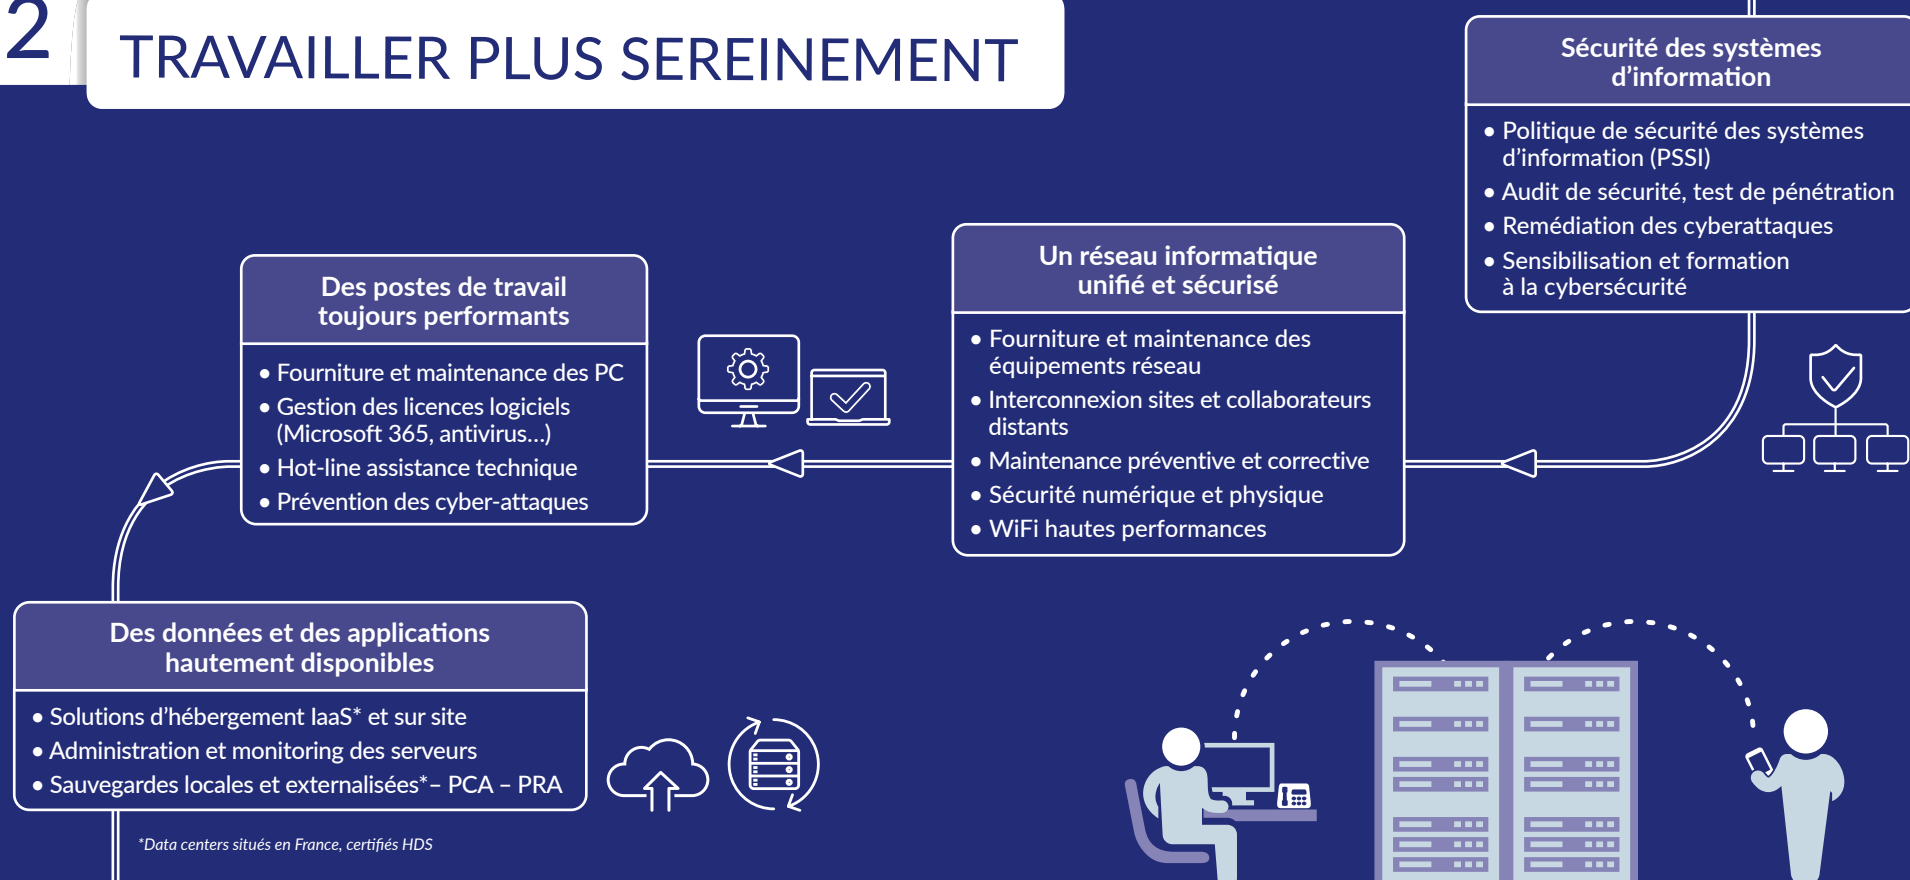 2
TRAVAILLER PLUS SEREINEMENT
Sécurité des systèmes
d’information
• Politique de sécurité des systèmes
d’information (PSSI)
• Audit de sécurité, test de pénétration
• Remédiation des cyberattaques
• Sensibilisation et formation
à la cybersécurité
Un réseau informatique
unifié et sécurisé
• Fourniture et maintenance des
équipements réseau
• Interconnexion sites et collaborateurs
distants
• Maintenance préventive et corrective
• Sécurité numérique et physique
• WiFi hautes performances
Des postes de travail
toujours performants
• Fourniture et maintenance des PC
• Gestion des licences logiciels
(Microsoft 365, antivirus...)
• Hot-line assistance technique
• Prévention des cyber-attaques
Des données et des applications
hautement disponibles
• Solutions d’hébergement IaaS* et sur site
• Administration et monitoring des serveurs
• Sauvegardes locales et externalisées* – PCA – PRA
*Data centers situés en France, certifiés HDS